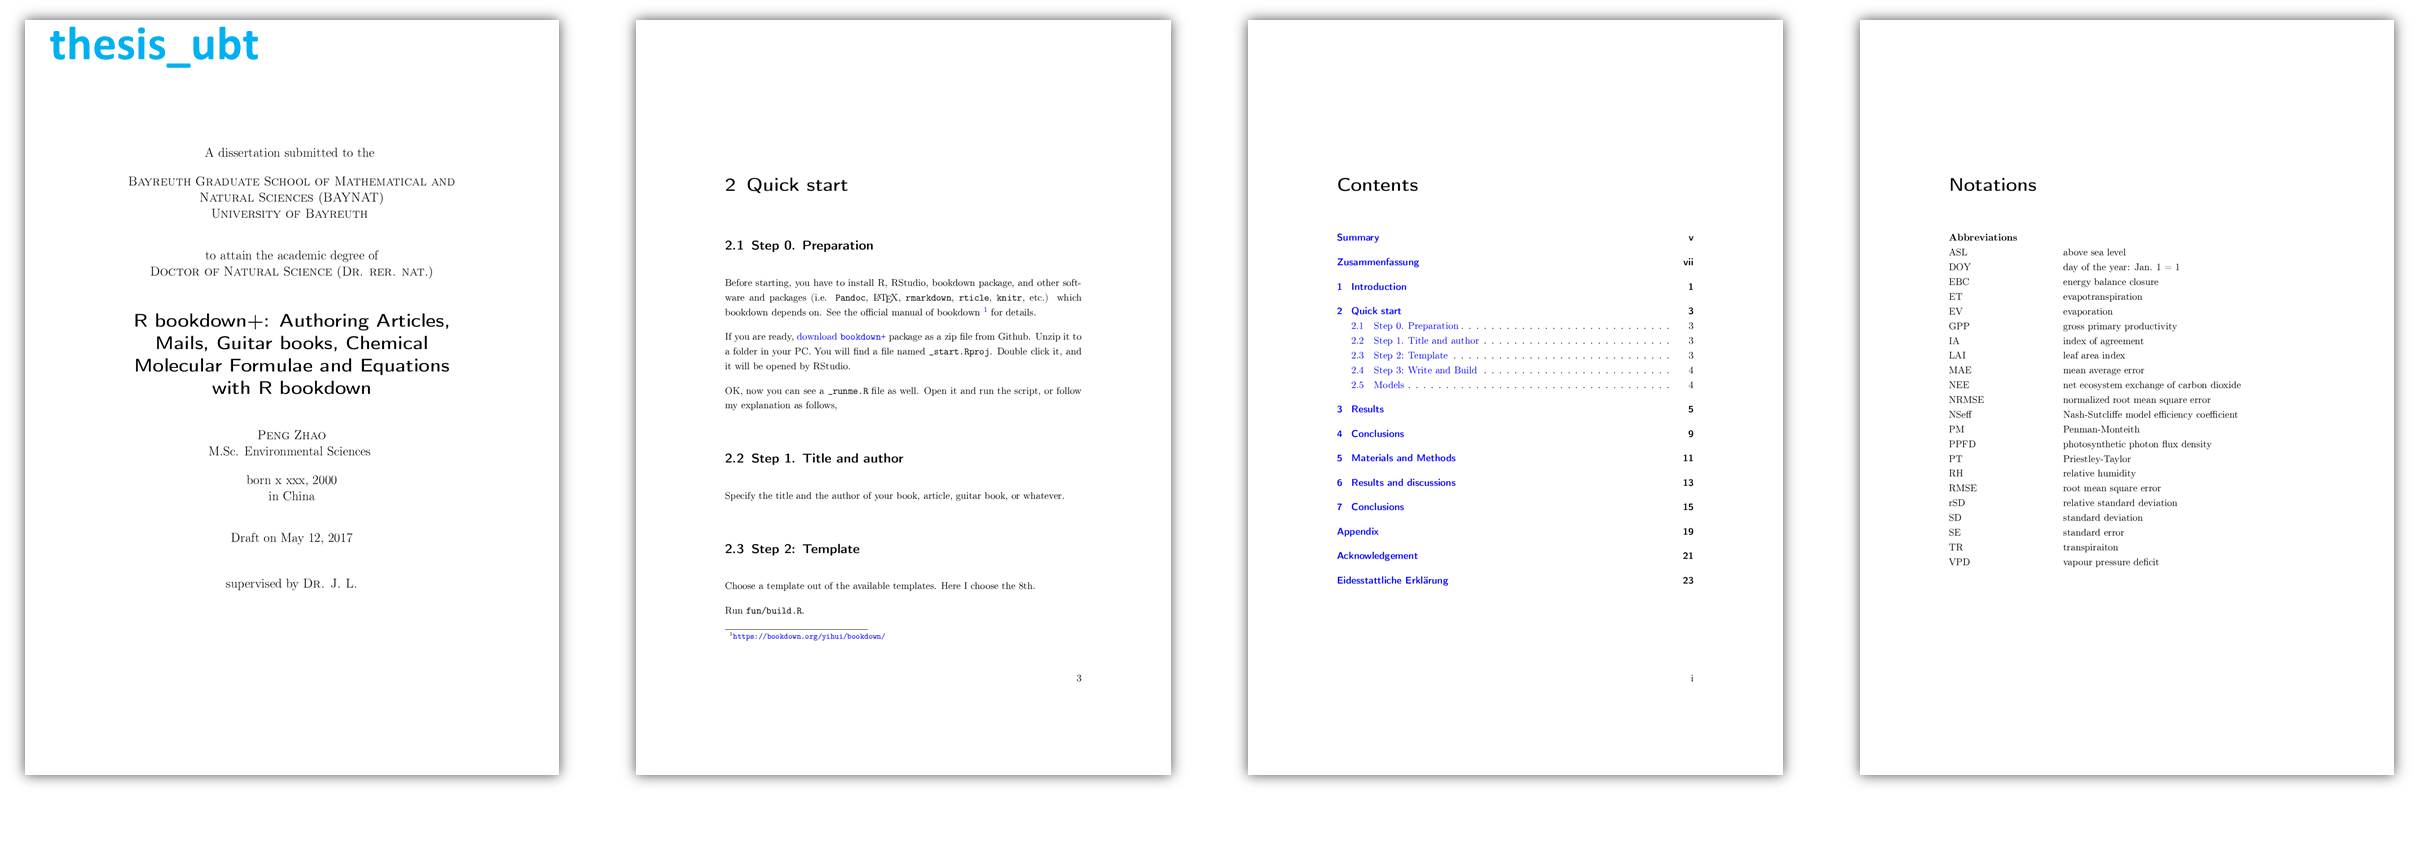 thesis_ubt
A dissertation submitted to the
Bayreuth Graduate School of Mathematical and
Natural Sciences (BAYNAT)
University of Bayreuth
to attain the academic degree of
Doctor of Natural Science (Dr. rer. nat.)
R bookdown+: Authoring Articles,
Mails, Guitar books, Chemical
Molecular Formulae and Equations
with R bookdown
Peng Zhao
M.Sc. Environmental Sciences
born x xxx, 2000
in China
Draft on May 12, 2017
supervised by Dr. J. L.
2 Quick start
2.1 Step 0. Preparation
Before starting, you have to install R, RStudio, bookdown package, and other soft-
ware and packages (i.e. Pandoc, LATEX, rmarkdown, rticle, knitr, etc.) which
bookdown depends on. See the official manual of bookdown 1 for details.
If you are ready, download bookdown+ package as a zip file from Github. Unzip it to
a folder in your PC. You will find a file named _start.Rproj. Double click it, and
it will be opened by RStudio.
OK, now you can see a _runme.R file as well. Open it and run the script, or follow
my explanation as follows,
2.2 Step 1. Title and author
Specify the title and the author of your book, article, guitar book, or whatever.
2.3 Step 2: Template
Choose a template out of the available templates. Here I choose the 8th.
Run fun/build.R.
1https://bookdown.org/yihui/bookdown/
3
Contents
Summary v
Zusammenfassung vii
1 Introduction 1
2 Quick start 3
2.1 Step 0. Preparation . . . . . . . . . . . . . . . . . . . . . . . . . . . . 3
2.2 Step 1. Title and author . . . . . . . . . . . . . . . . . . . . . . . . . 3
2.3 Step 2: Template . . . . . . . . . . . . . . . . . . . . . . . . . . . . . 3
2.4 Step 3: Write and Build . . . . . . . . . . . . . . . . . . . . . . . . . 4
2.5 Models . . . . . . . . . . . . . . . . . . . . . . . . . . . . . . . . . . . 4
3 Results 5
4 Conclusions 9
5 Materials and Methods 11
6 Results and discussions 13
7 Conclusions 15
Appendix 19
Acknowledgement 21
Eidesstattliche Erklärung 23
i
Notations
Abbreviations
ASL above sea level
DOY day of the year: Jan. 1 = 1
EBC energy balance closure
ET evapotranspiration
EV evaporation
GPP gross primary productivity
IA index of agreement
LAI leaf area index
MAE mean average error
NEE net ecosystem exchange of carbon dioxide
NRMSE normalized root mean square error
NSeff Nash-Sutcliffe model efficiency coefficient
PM Penman-Monteith
PPFD photosynthetic photon flux density
PT Priestley-Taylor
RH relative humidity
RMSE root mean square error
rSD relative standard deviation
SD standard deviation
SE standard error
TR transpiraiton
VPD vapour pressure deficit